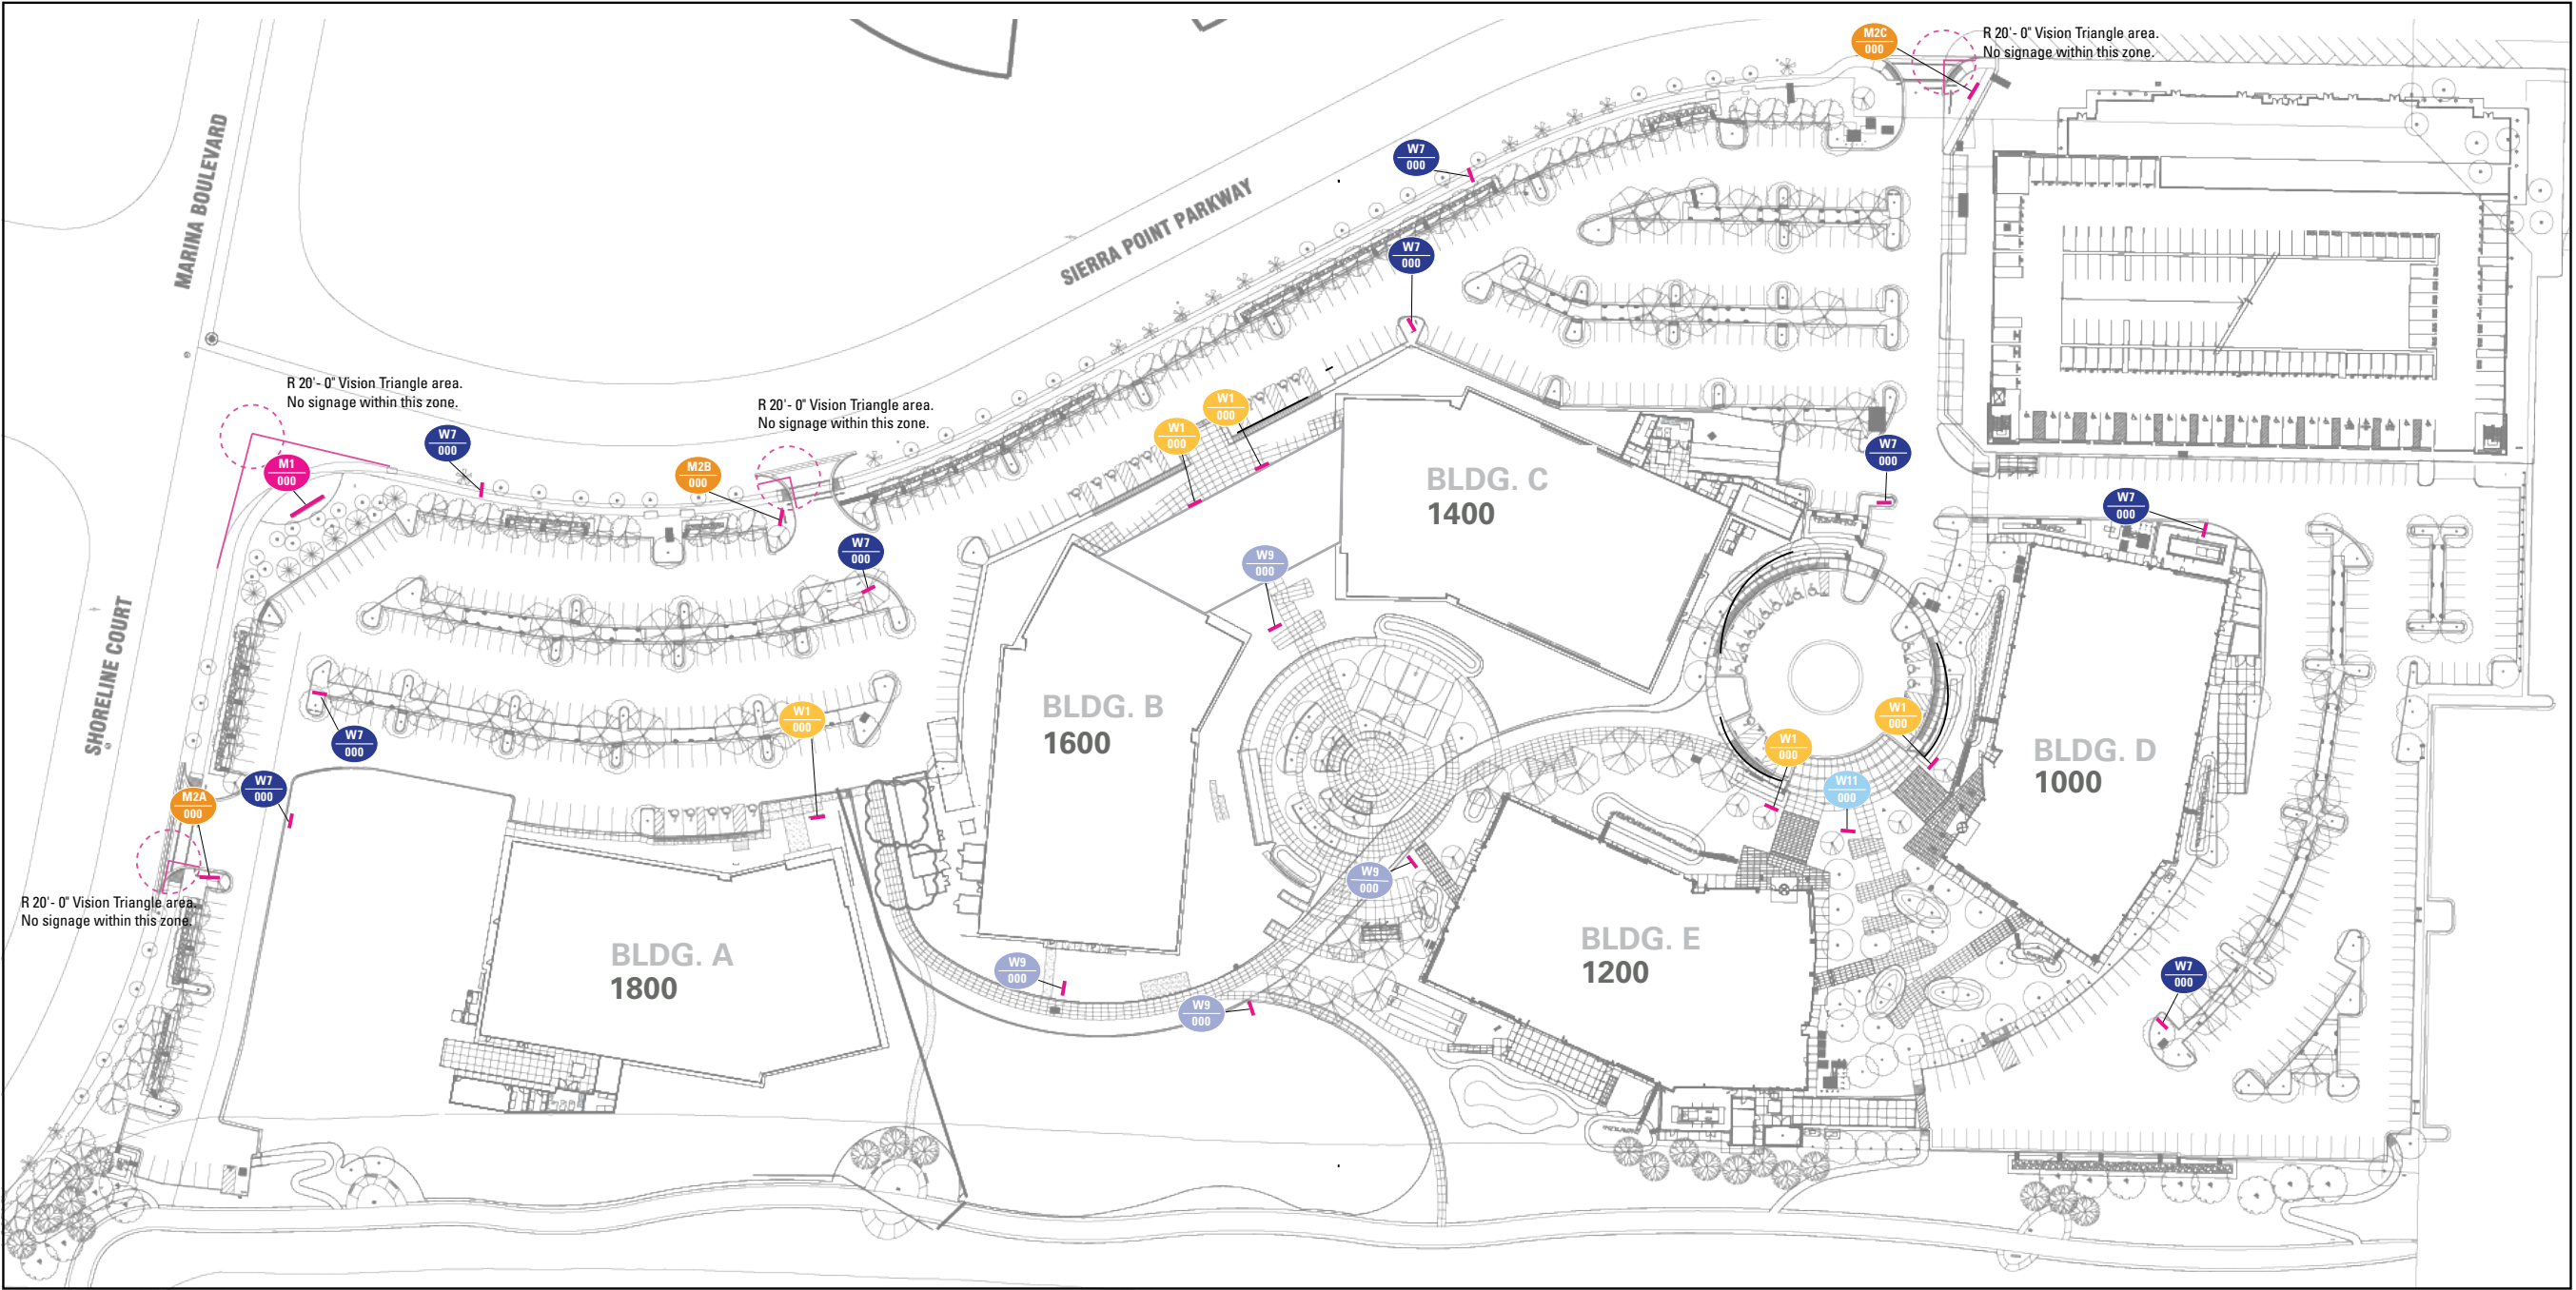 M2C
000
R 20'- 0" Vision Triangle area.
No signage within this zone.
MARINA BOULEVARD
W7
000
SIERRA POINT PARKWAY
W7
000
R 20'- 0" Vision Triangle area.
No signage within this zone.
R 20'- 0" Vision Triangle area.
No signage within this zone.
W1
000
W1
000
W7
000
M1
000
M2B
000
W7
000
BLDG. C
1400
W7
000
W7
000
W9
000
SHORELINE COURT
BLDG. B
1600
W1
000
W7
000
W1
000
W1
000
BLDG. D
1000
W7
000
M2A
000
W11
000
R 20'- 0" Vision Triangle area.
No signage within this zone.
W9
000
BLDG. A
1800
BLDG. E
1200
W9
000
W9
000
W7
000